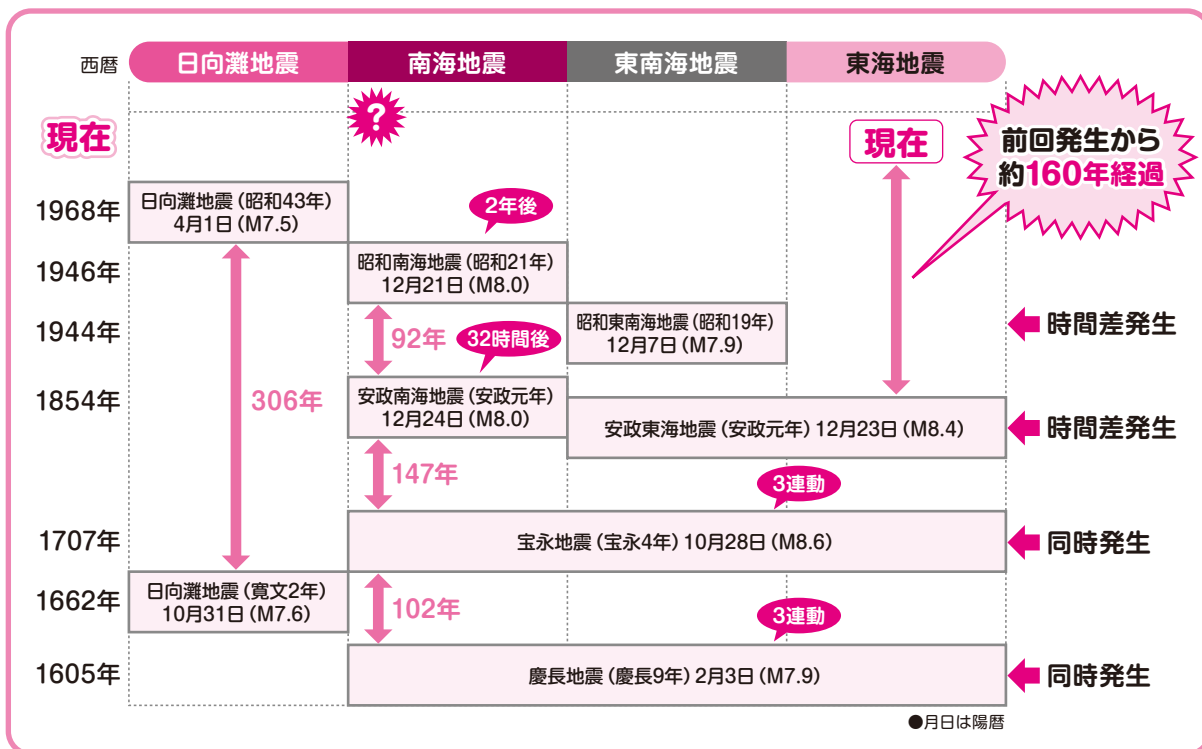 西暦
日向灘地震
南海地震
東南海地震
東海地震
?
現在
現在
前回発生から
約160年経過
1968年
日向灘地震(昭和43年)
4月1日(M7.5)
2年後
1946年
昭和南海地震(昭和21年)
12月21日(M8.0)
1944年
92年
32時間後
昭和東南海地震(昭和19年)
12月7日(M7.9)
時間差発生
1854年
306年
安政南海地震(安政元年)
12月24日(M8.0)
安政東海地震(安政元年)12月23日(M8.4)
時間差発生
147年
3連動
1707年
宝永地震(宝永4年)10月28日(M8.6)
同時発生
1662年
日向灘地震(寛文2年)
10月31日(M7.6)
102年
3連動
1605年
慶長地震(慶長9年)2月3日(M7.9)
同時発生
●月日は陽暦